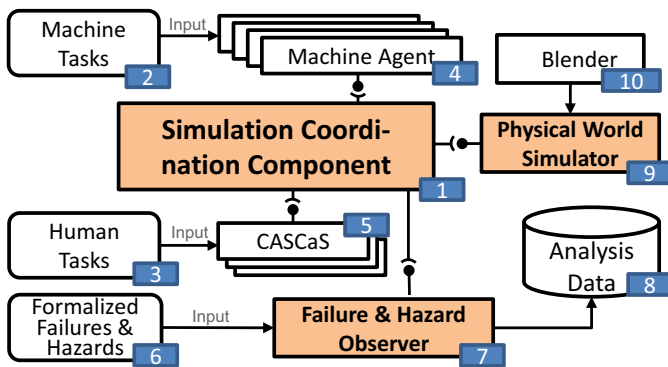 Machine
Tasks
2
Input
Machine Agent
4
Blender
10
Simulation Coordi-
nation Component
1
Physical World
Simulator
9
Human
Tasks
3
Input
5
CASCaS
Analysis
Data
8
Formalized
Failures &
Hazards
6
Input
Failure & Hazard
Observer
7